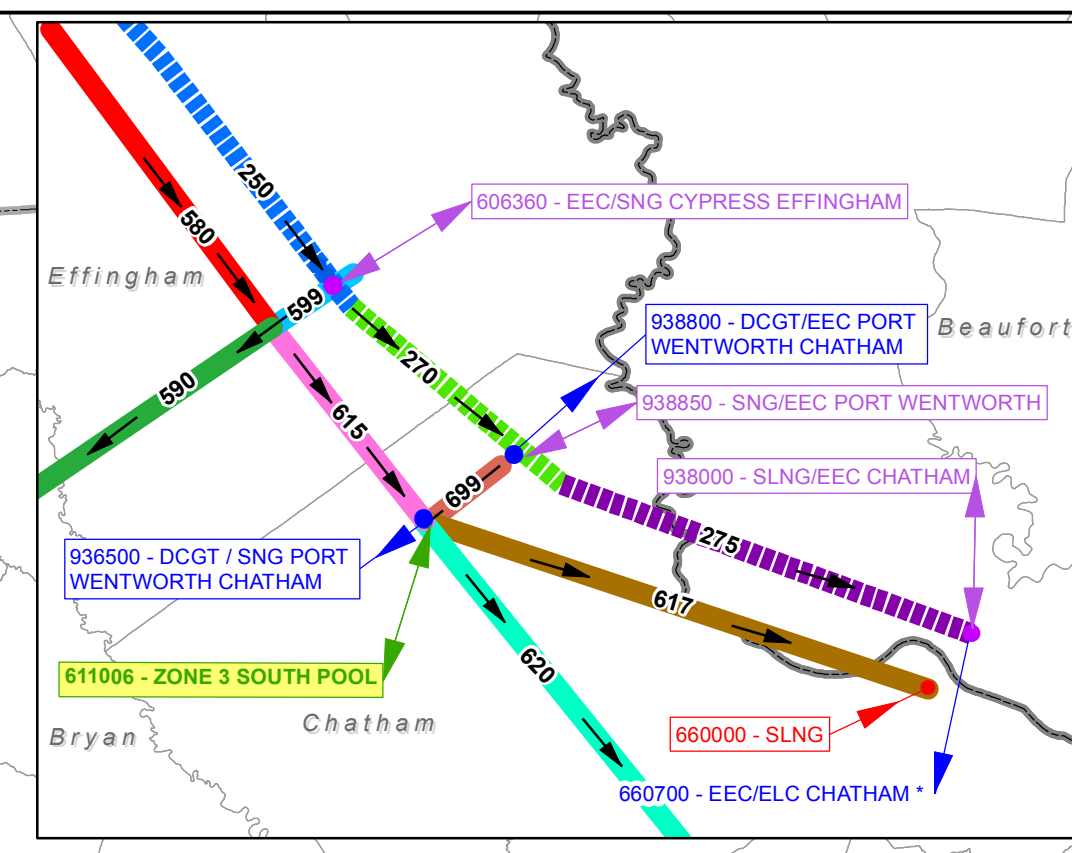 250
606360 - EEC/SNG CYPRESS EFFINGHAM
580
Effingham
599
938800 - DCGT/EEC PORT
WENTWORTH CHATHAM
Beaufort
270
590
938850 - SNG/EEC PORT WENTWORTH
615
938000 - SLNG/EEC CHATHAM
699
275
936500 - DCGT / SNG PORT
WENTWORTH CHATHAM
617
620
611006 - ZONE 3 SOUTH POOL
Chatham
Bryan
660000 - SLNG
660700 - EEC/ELC CHATHAM *